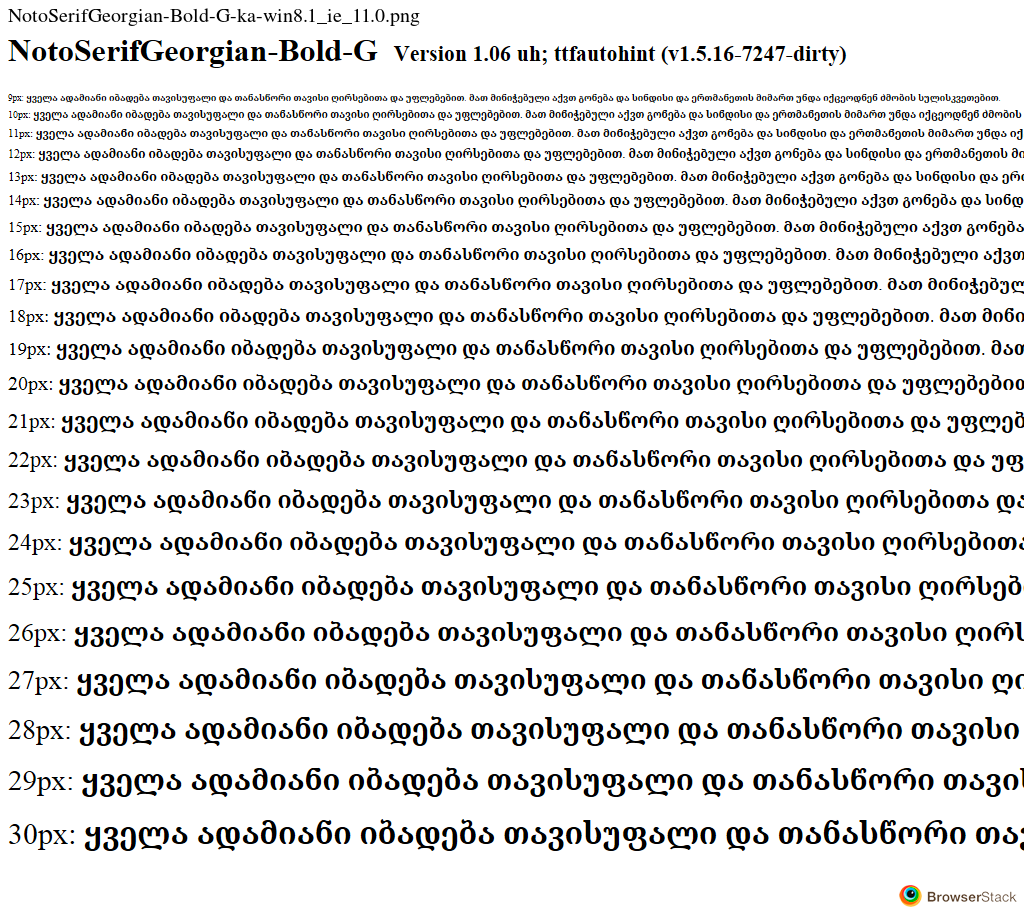 NotoSerifGeorgian-Bold-G-ka-win8.1_ie_11.0.png
NotoSerifGeorgian-Bold-G Version 1.06 uh; ttfautohint (v1.5.16-7247-dirty)
9px: ყველა ადამიანი იბადება თავისუფალი და თანასწორი თავისი ღირსებითა და უფლებებით. მათ მინიჭებული აქვთ გონება და სინდისი და ერთმანეთის მიმართ უნდა იქცეოდნენ ძმობის სულისკვეთებით.
10px: ყველა ადამიანი იბადება თავისუფალი და თანასწორი თავისი ღირსებითა და უფლებებით. მათ მინიჭებული აქვთ გონება და სინდისი და ერთმანეთის მიმართ უნდა იქცეოდნენ ძმობის
11px: ყველა ადამიანი იბადება თავისუფალი და თანასწორი თავისი ღირსებითა და უფლებებით. მათ მინიჭებული აქვთ გონება და სინდისი და ერთმანეთის მიმართ უნდა იქ
12px: ყველა ადამიანი იბადება თავისუფალი და თანასწორი თავისი ღირსებითა და უფლებებით. მათ მინიჭებული აქვთ გონება და სინდისი და ერთმანეთის მი
13px: ყველა ადამიანი იბადება თავისუფალი და თანასწორი თავისი ღირსებითა და უფლებებით. მათ მინიჭებული აქვთ გონება და სინდისი და ერთ
14px: ყველა ადამიანი იბადება თავისუფალი და თანასწორი თავისი ღირსებითა და უფლებებით. მათ მინიჭებული აქვთ გონება და სინდ
15px: ყველა ადამიანი იბადება თავისუფალი და თანასწორი თავისი ღირსებითა და უფლებებით. მათ მინიჭებული აქვთ გონება
16px: ყველა ადამიანი იბადება თავისუფალი და თანასწორი თავისი ღირსებითა და უფლებებით. მათ მინიჭებული აქვთ
17px: ყველა ადამიანი იბადება თავისუფალი და თანასწორი თავისი ღირსებითა და უფლებებით. მათ მინიჭებულ
18px: ყველა ადამიანი იბადება თავისუფალი და თანასწორი თავისი ღირსებითა და უფლებებით. მათ მინი
19px: ყველა ადამიანი იბადება თავისუფალი და თანასწორი თავისი ღირსებითა და უფლებებით. მათ
20px: ყველა ადამიანი იბადება თავისუფალი და თანასწორი თავისი ღირსებითა და უფლებებით
21px: ყველა ადამიანი იბადება თავისუფალი და თანასწორი თავისი ღირსებითა და უფლებ
22px: ყველა ადამიანი იბადება თავისუფალი და თანასწორი თავისი ღირსებითა და უფ
23px: ყველა ადამიანი იბადება თავისუფალი და თანასწორი თავისი ღირსებითა და
24px: ყველა ადამიანი იბადება თავისუფალი და თანასწორი თავისი ღირსებითა
25px: ყველა ადამიანი იბადება თავისუფალი და თანასწორი თავისი ღირსებ
26px: ყველა ადამიანი იბადება თავისუფალი და თანასწორი თავისი ღირს
27px: ყველა ადამიანი იბადება თავისუფალი და თანასწორი თავისი ღი
28px: ყველა ადამიანი იბადება თავისუფალი და თანასწორი თავისი
29px: ყველა ადამიანი იბადება თავისუფალი და თანასწორი თავის
30px: ყველა ადამიანი იბადება თავისუფალი და თანასწორი თავ
BrowserStack